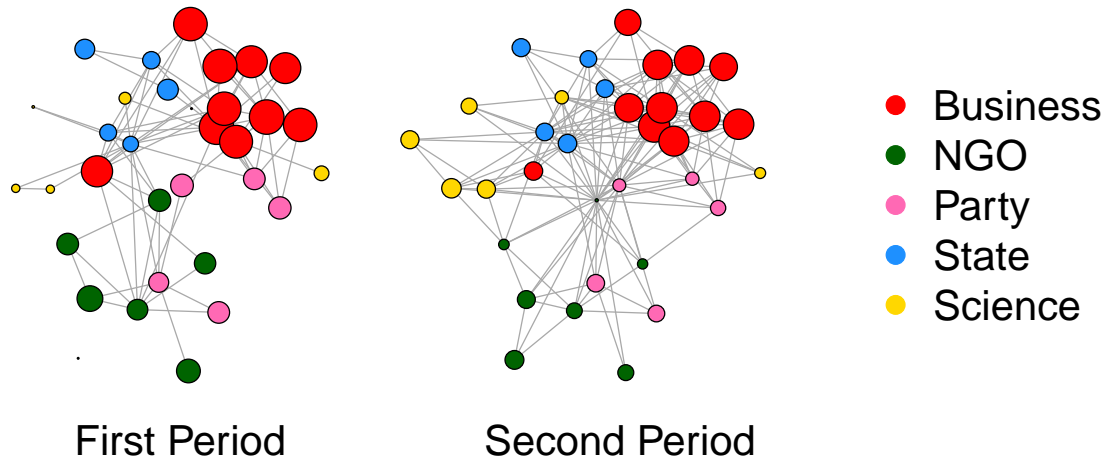 Business
NGO
Party
State
Science
First Period
Second Period